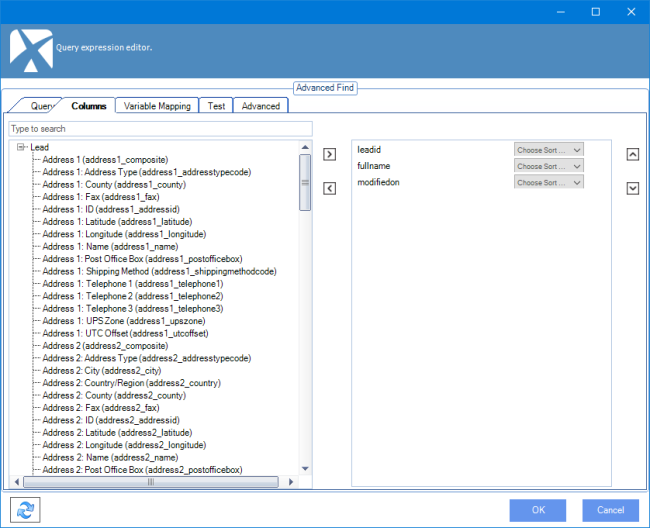 Query expression editor.
Advanced Find
Query
Columns
Variable Mapping
Test
Advanced
Type to search
Lead
Address 1 (address1_composite)
Address 1: Address Type (address1_addresstypecode)
Address 1: County (address1_county)
Address 1: Fax (address1_fax)
Address 1: ID (address1_addressid)
Address 1: Latitude (address1_latitude)
Address 1: Longitude (address1_longitude)
Address 1: Name (address1_name)
Address 1: Post Office Box (address1_postofficebox)
Address 1: Shipping Method (address1_shippingmethodcode)
Address 1: Telephone 1 (address1_telephone1)
Address 1: Telephone 2 (address1_telephone2)
Address 1: Telephone 3 (address1_telephone3)
Address 1: UPS Zone (address1_upszone)
Address 1: UTC Offset (address1_utcoffset)
Address 2 (address2_composite)
Address 2: Address Type (address2_addresstypecode)
Address 2: City (address2_city)
Address 2: Country/Region (address2_country)
Address 2: County (address2_county)
Address 2: Fax (address2_fax)
Address 2: ID (address2_addressid)
Address 2: Latitude (address2_latitude)
Address 2: Longitude (address2_longitude)
Address 2: Name (address2_name)
Address 2: Post Office Box (address2_postofficebox)
leadid Choose Sort ...
fullname Choose Sort ...
modifiedon Choose Sort ...
OK
Cancel